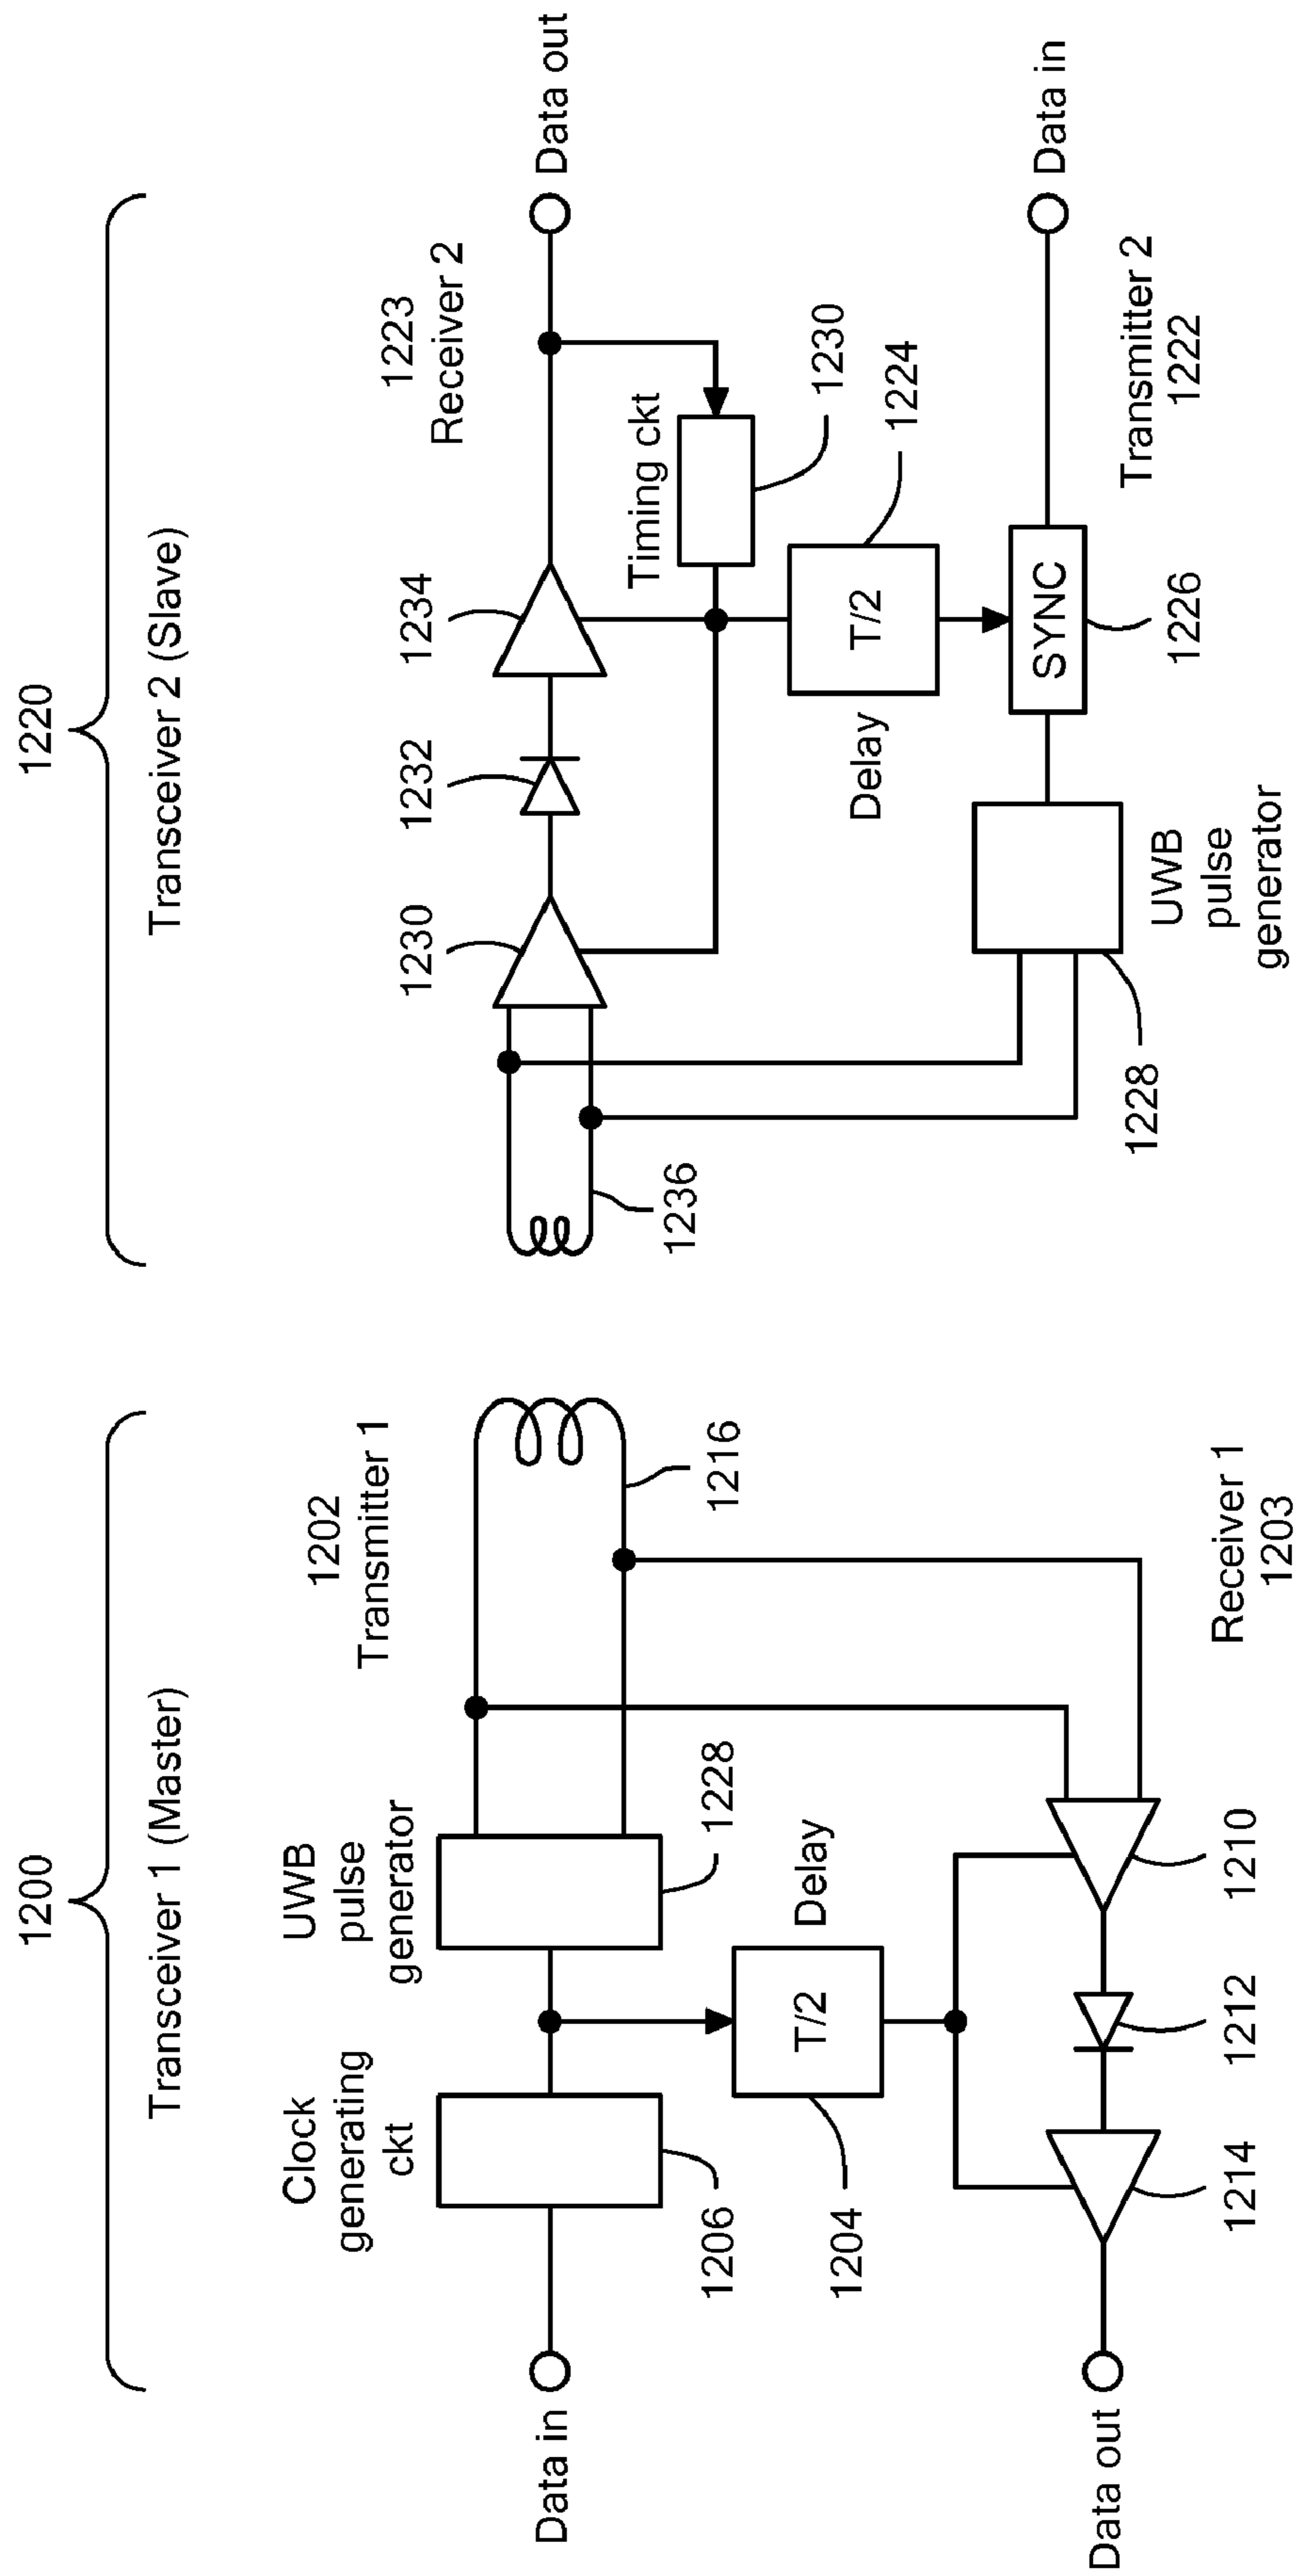 1200
Transceiver 1 (Master)
1220
Transceiver 2 (Slave)
Clock
generating
ckt
UWB
pulse
generator
1202
Transmitter 1
Data in
1206
1228
1216
1204
T/2
Delay
Data out
1214
1212
1210
Receiver 1
1203
1230
1232
1234
1223
Receiver 2
Data out
1236
Timing ckt
1230
Delay
T/2
1224
1228
UWB
pulse
generator
SYNC
1226
Transmitter 2
1222
Data in